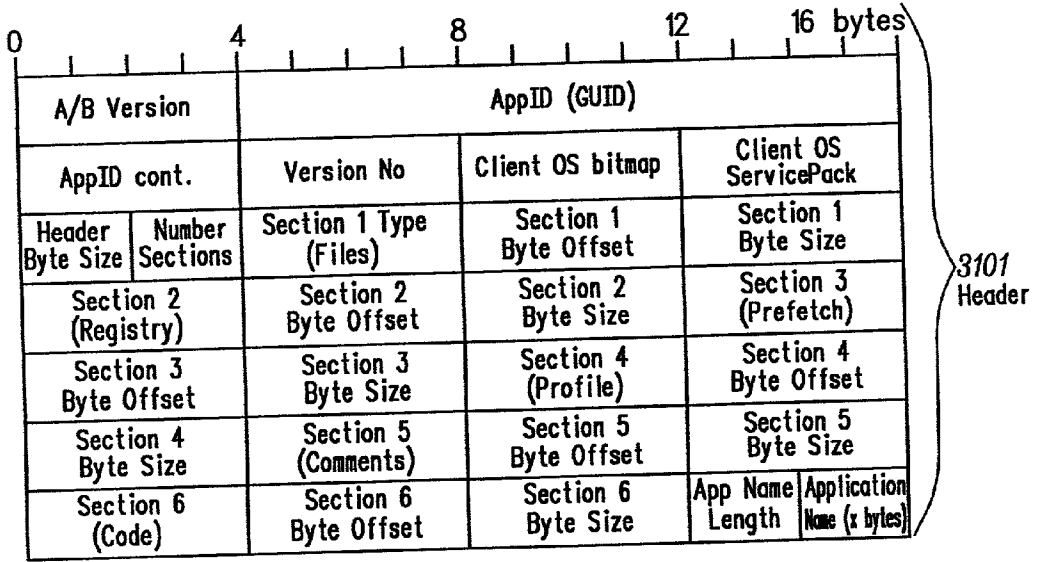 0 4 8 12 16 bytes
A/B Version
AppID (GUID)
AppID cont.
Version No
Client OS bitmap
Client OS
ServicePack
Header
Byte Size
Number
Sections
Section 1 Type
(Files)
Section 1
Byte Offset
Section 1
Byte Size
Section 2
(Registry)
Section 2
Byte Offset
Section 2
Byte Size
Section 3
(Prefetch)
Section 3
Byte Offset
Section 3
Byte Size
Section 4
(Profile)
Section 4
Byte Offset
Section 4
Byte Size
Section 5
(Comments)
Section 5
Byte Offset
Section 5
Byte Size
Section 6
(Code)
Section 6
Byte Offset
Section 6
Byte Size
App Name
Length
Application
Name (x bytes)
3101
Header